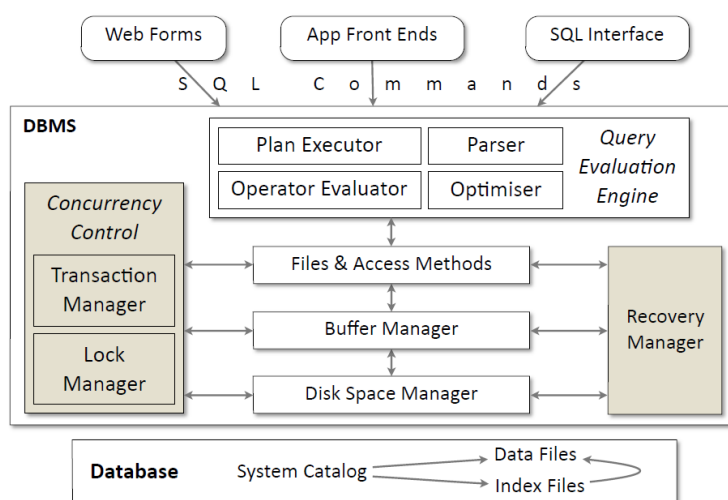 Web Forms
App Front Ends
SQL Interface
S Q L C o m m a n d s
DBMS
Plan Executor
Parser
Operator Evaluator
Optimiser
Query
Evaluation
Engine
Concurrency
Control
Transaction
Manager
Lock
Manager
Files & Access Methods
Buffer Manager
Disk Space Manager
Recovery
Manager
Database
System Catalog
Data Files
Index Files